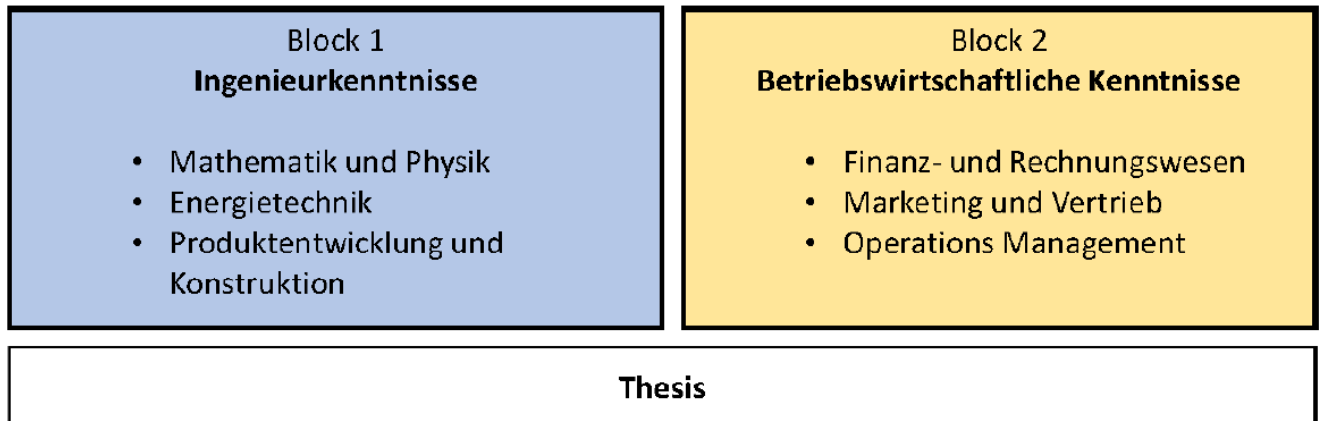 Block 1
Ingenieurkenntnisse
• Mathematik und Physik
• Energietechnik
• Produktentwicklung und
Konstruktion
Block 2
Betriebswirtschaftliche Kenntnisse
• Finanz- und Rechnungswesen
• Marketing und Vertrieb
• Operations Management
Thesis